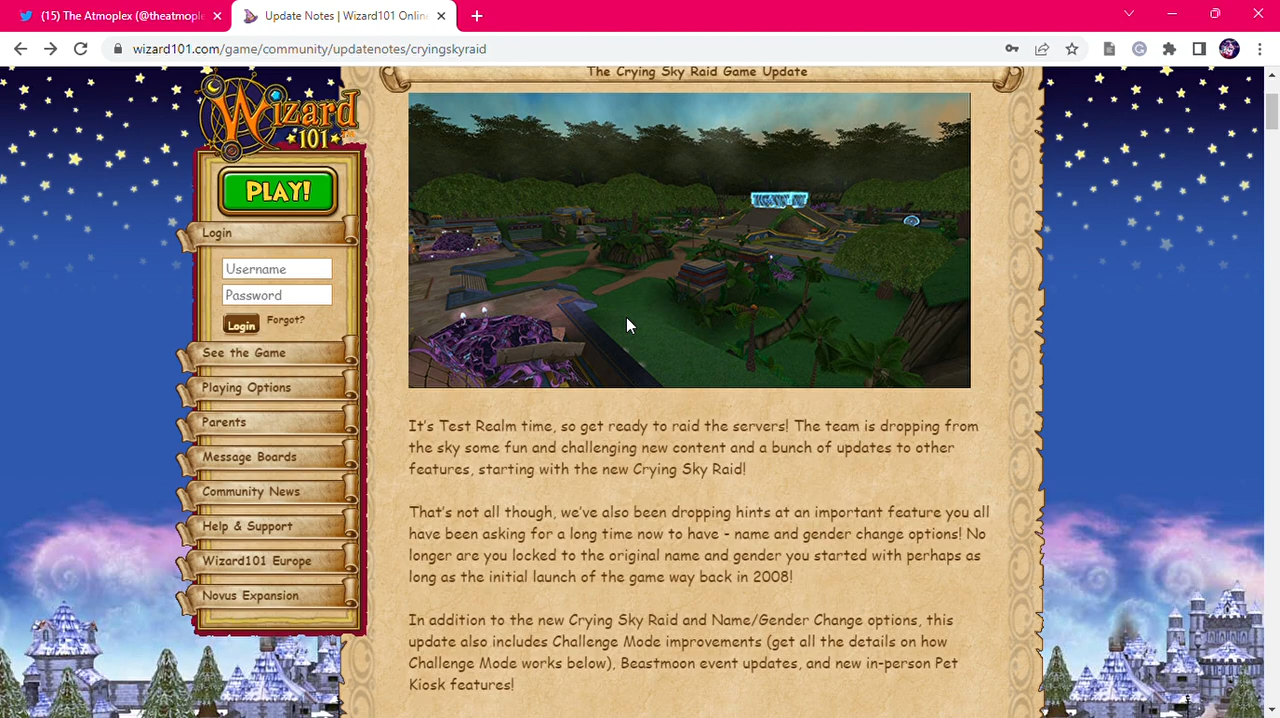 (15) The Atmoplex (@theatmople
Update Notes | Wizard101 Online
wizard101.com/game/community/updatenotes/cryingskyraid
The Crying Sky Raid Game Update
Wizard
101
PLAY!
Login
Username
Password
Login
Forgot?
See the Game
Playing Options
Parents
Message Boards
Community News
Help & Support
Wizard101 Europe
Novus Expansion
It's Test Realm time, so get ready to raid the servers! The team is dropping from
the sky some fun and challenging new content and a bunch of updates to other
features, starting with the new Crying Sky Raid!
That's not all though, we've also been dropping hints at an important feature you all
have been asking for a long time now to have - name and gender change options! No
longer are you locked to the original name and gender you started with perhaps as
long as the initial launch of the game way back in 2008!
In addition to the new Crying Sky Raid and Name/Gender Change options, this
update also includes Challenge Mode improvements (get all the details on how
Challenge Mode works below), Beastmoon event updates, and new in-person Pet
Kiosk features!